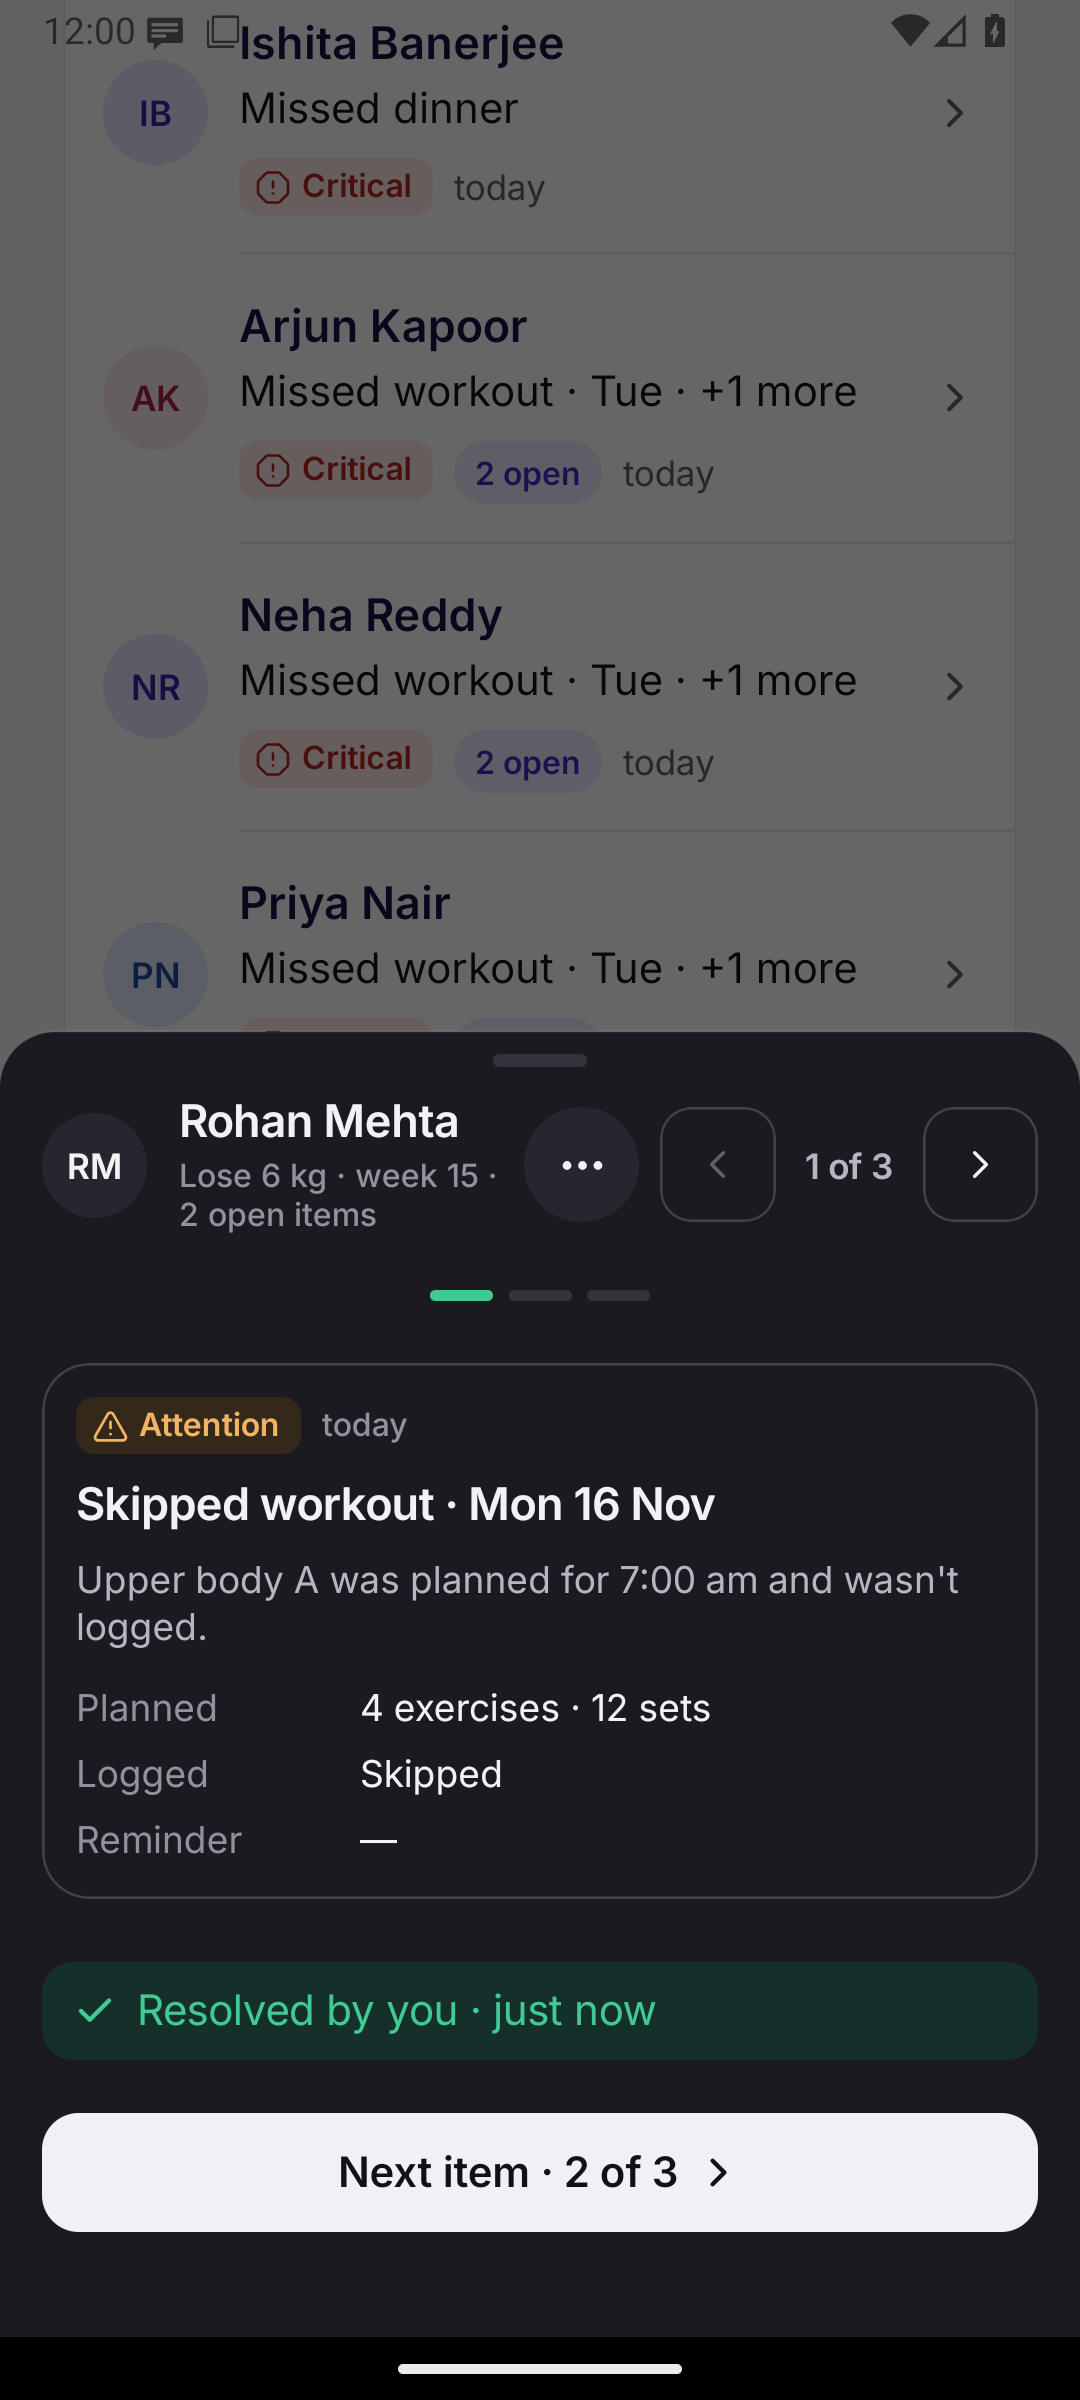 12:00
Ishita Banerjee
IB
Missed dinner
Critical today
Arjun Kapoor
AK
Missed workout · Tue · +1 more
Critical 2 open today
Neha Reddy
NR
Missed workout · Tue · +1 more
Critical 2 open today
Priya Nair
PN
Missed workout · Tue · +1 more
RM
Rohan Mehta
Lose 6 kg · week 15 ·
2 open items
1 of 3
Attention today
Skipped workout · Mon 16 Nov
Upper body A was planned for 7:00 am and wasn't
logged.
Planned 4 exercises · 12 sets
Logged Skipped
Reminder —
Resolved by you · just now
Next item · 2 of 3